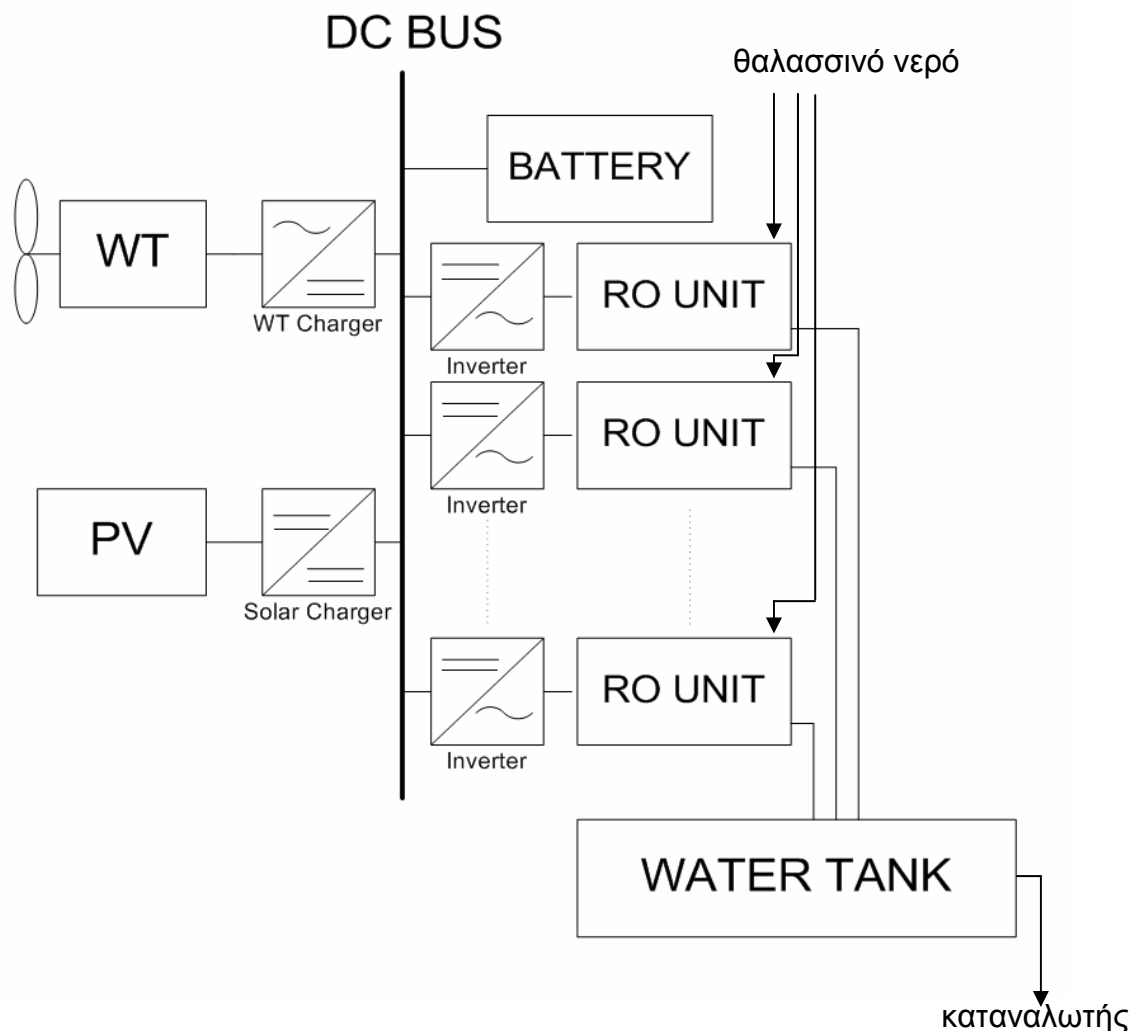 DC BUS
θαλασσινό νερό
BATTERY
WT
WT Charger
RO UNIT
Inverter
RO UNIT
Inverter
PV
Solar Charger
RO UNIT
Inverter
WATER TANK
καταναλωτής